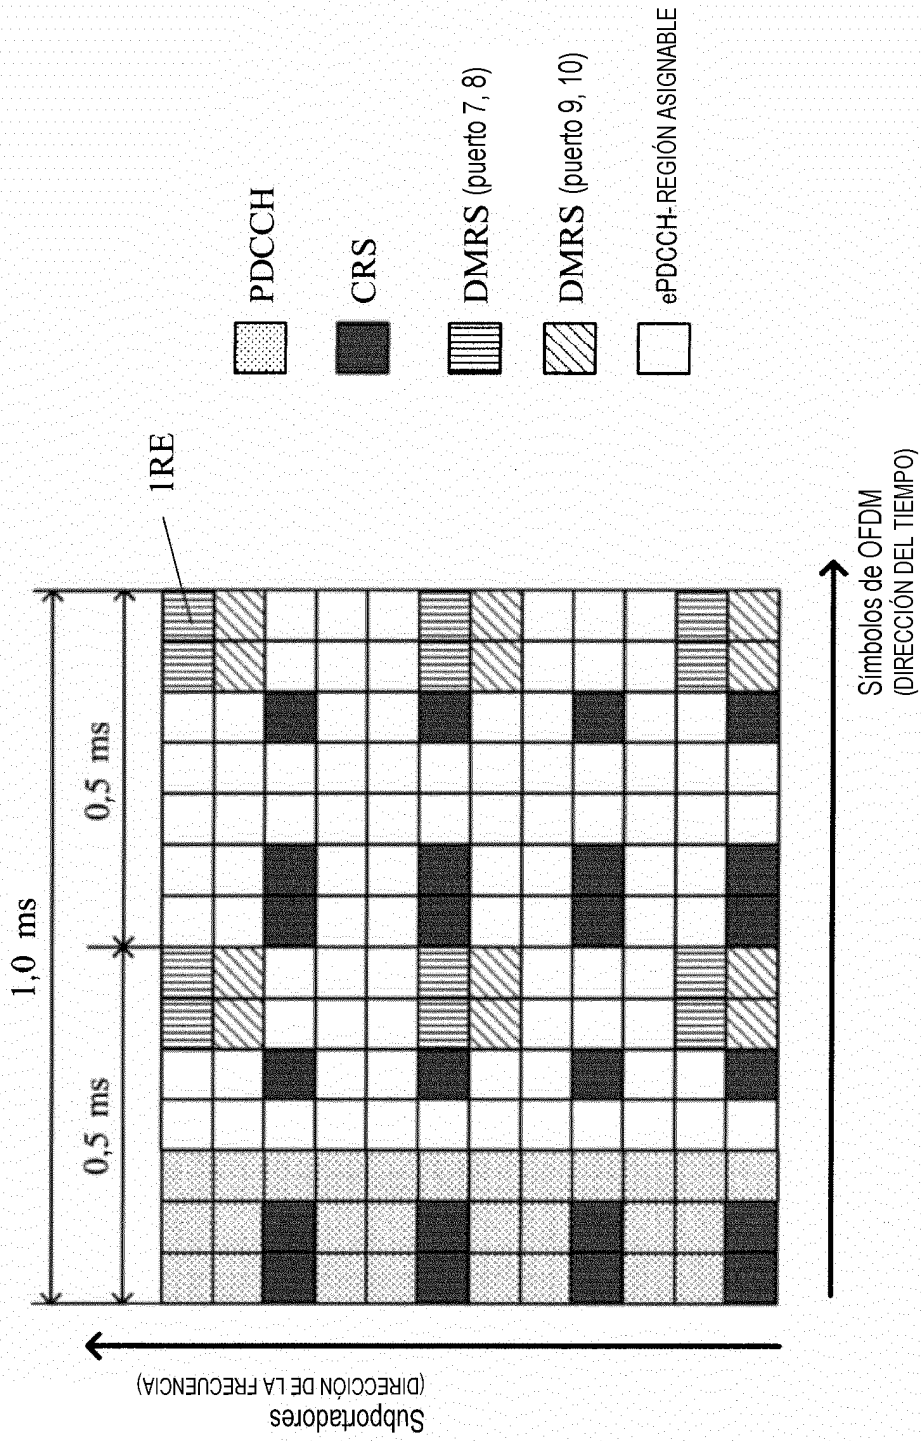 1,0 ms
0,5 ms
0,5 ms
1RE
PDCCH
CRS
DMRS (puerto 7, 8)
DMRS (puerto 9, 10)
ePDCCH-REGIÓN ASIGNABLE
Símbolos de OFDM
(DIRECCIÓN DEL TIEMPO)
Subportadores
(DIRECCIÓN DE LA FRECUENCIA)